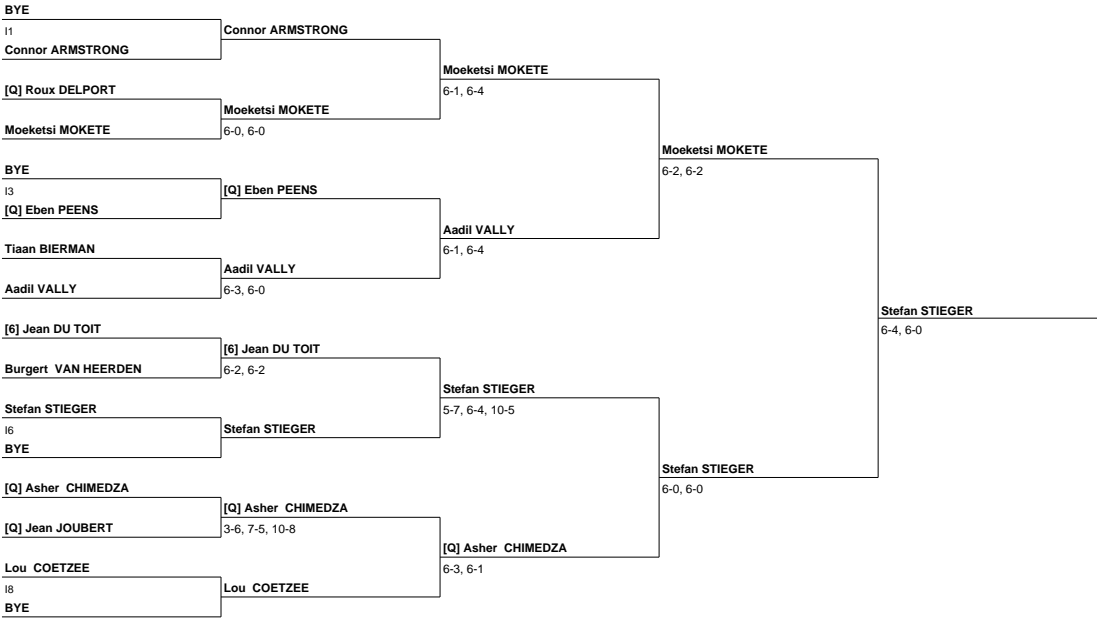 BYE
I1
Connor ARMSTRONG
Connor ARMSTRONG
[Q] Roux DELPORT
Moeketsi MOKETE
Moeketsi MOKETE
6-0, 6-0
Moeketsi MOKETE
6-1, 6-4
BYE
I3
[Q] Eben PEENS
[Q] Eben PEENS
Tiaan BIERMAN
Aadil VALLY
Aadil VALLY
6-3, 6-0
Aadil VALLY
6-1, 6-4
Moeketsi MOKETE
6-2, 6-2
[6] Jean DU TOIT
Burgert VAN HEERDEN
[6] Jean DU TOIT
6-2, 6-2
Stefan STIEGER
I6
BYE
Stefan STIEGER
Stefan STIEGER
5-7, 6-4, 10-5
[Q] Asher CHIMEDZA
[Q] Jean JOUBERT
[Q] Asher CHIMEDZA
3-6, 7-5, 10-8
Lou COETZEE
I8
BYE
Lou COETZEE
[Q] Asher CHIMEDZA
6-3, 6-1
Stefan STIEGER
6-0, 6-0
Stefan STIEGER
6-4, 6-0